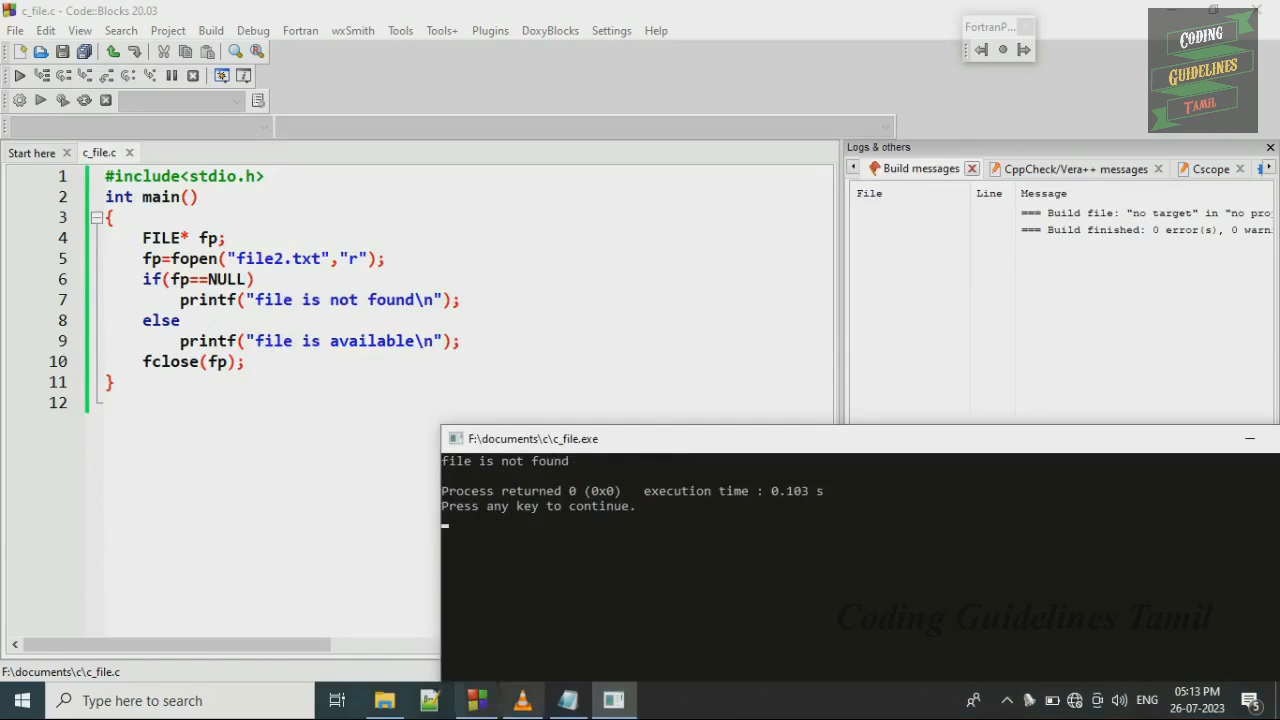 c_file.c - Code::Blocks 20.03
File Edit View Search Project Build Debug Fortran wxSmith Tools Tools+ Plugins DoxyBlocks Settings Help
FortranP...
CODING
GUIDELINES
TAMIL
Start here c_file.c
Logs & others
Build messages CppCheck/Vera++ messages Cscope
File Line Message
=== Build file: "no target" in "no pro
=== Build finished: 0 error(s), 0 warni
1 #include<stdio.h>
2 int main()
3 {
4 FILE* fp;
5 fp=fopen("file2.txt","r");
6 if(fp==NULL)
7 printf("file is not found\n");
8 else
9 printf("file is available\n");
10 fclose(fp);
11 }
12
F:\documents\c\c_file.exe
file is not found
Process returned 0 (0x0) execution time : 0.103 s
Press any key to continue.
Coding Guidelines Tamil
F:\documents\c\c_file.c
Type here to search
ENG
05:13 PM
26-07-2023
5